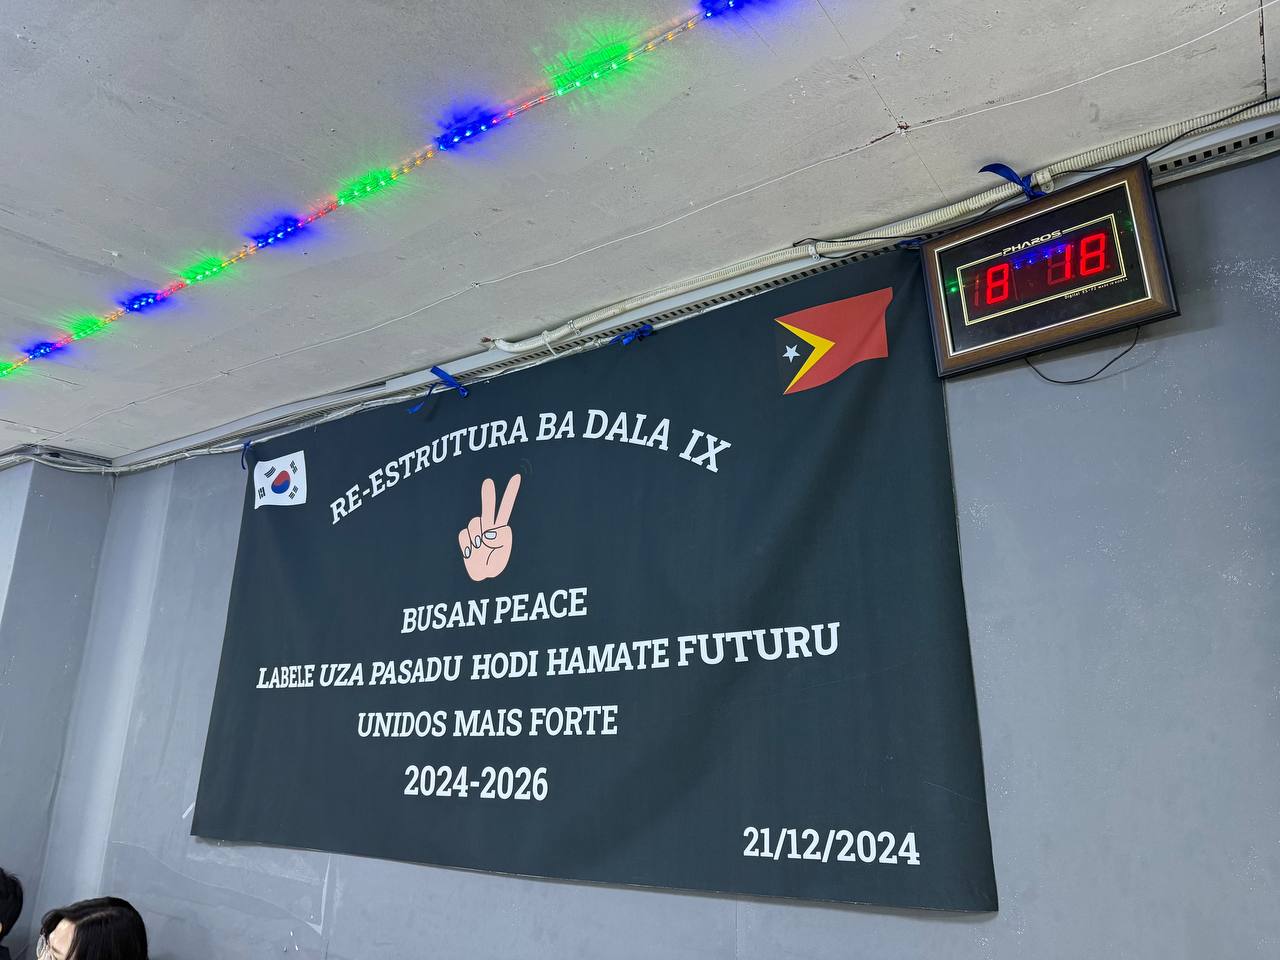 PHAROS
8 18
RE-ESTRUTURA BA DALA IX
BUSAN PEACE
LABELE UZA PASADU HODI HAMATE FUTURU
UNIDOS MAIS FORTE
2024-2026
21/12/2024